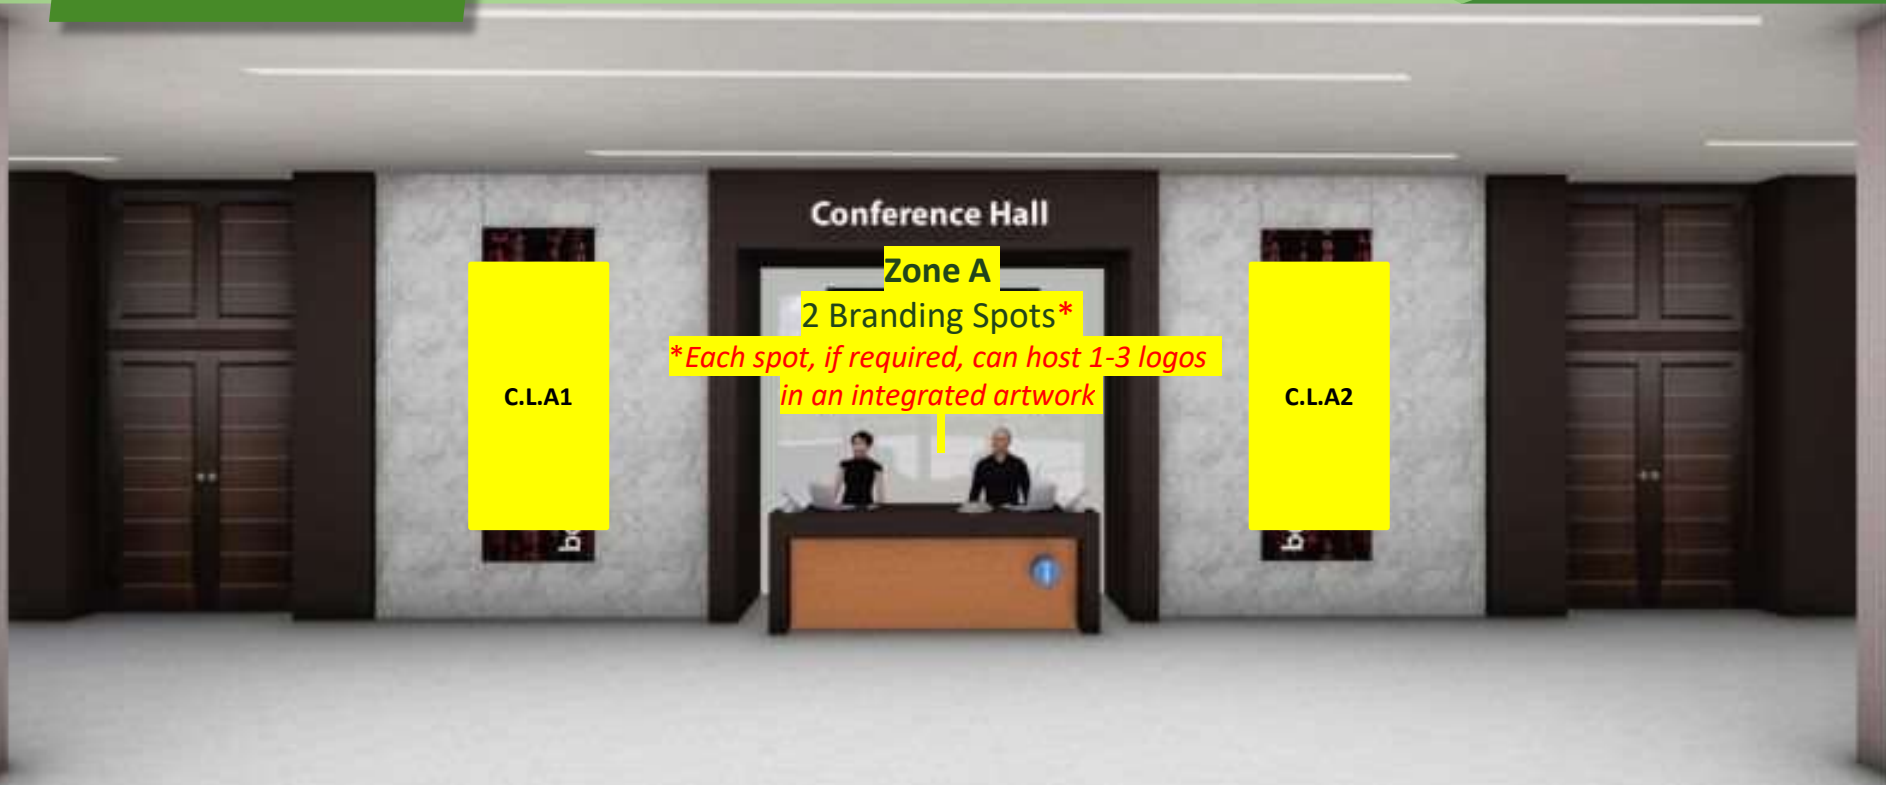 Conference Hall
Zone A
2 Branding Spots*
*Each spot, if required, can host 1-3 logos
in an integrated artwork
C.L.A1
C.L.A2